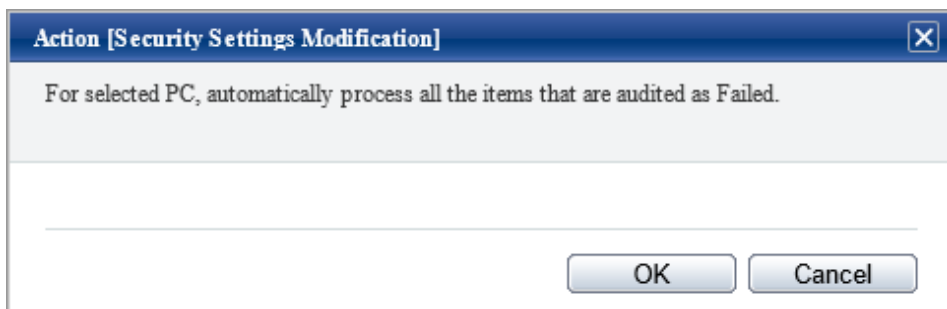 Action [Security Settings Modification]
For selected PC, automatically process all the items that are audited as Failed.
OK
Cancel